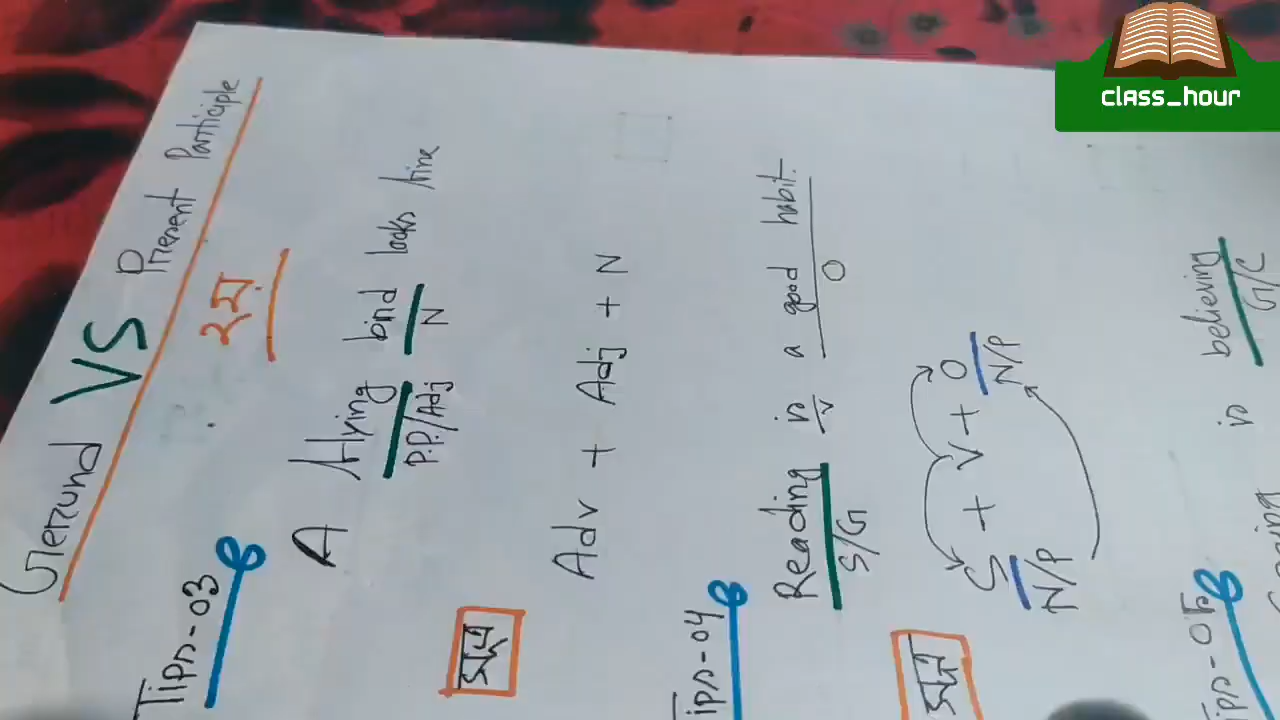 class_hour
Gerund VS Present Participle
২য়
Tips-03
A flying bird looks fine
P.P./Adj N
সূত্র
Adv + Adj + N
Tips-04
Reading is a good habit.
S/G V O
সূত্র
S + V + O
N/P N/P
Tips-05
is believing
G/C